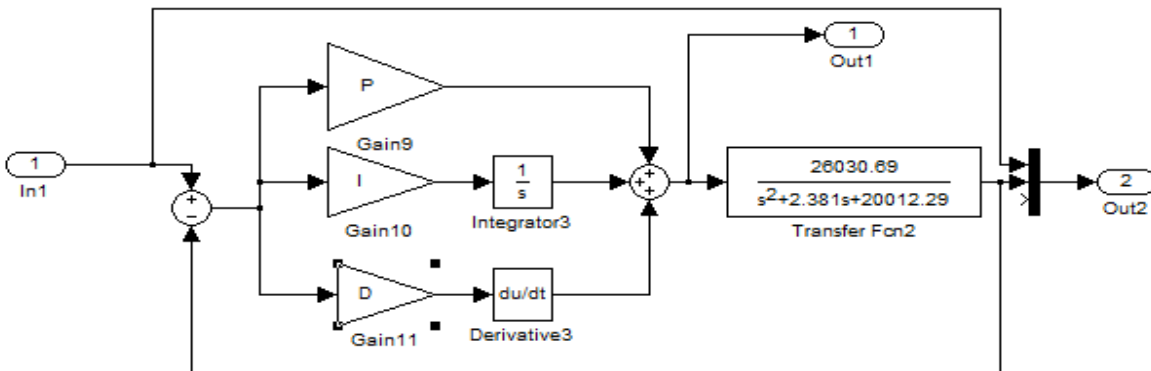 1
Out1
P
Gain9
1
In1
+
−
I
Gain10
1
s
Integrator3
+
+
+
26030.69
s²+2.381s+20012.29
Transfer Fcn2
2
Out2
D
Gain11
du/dt
Derivative3